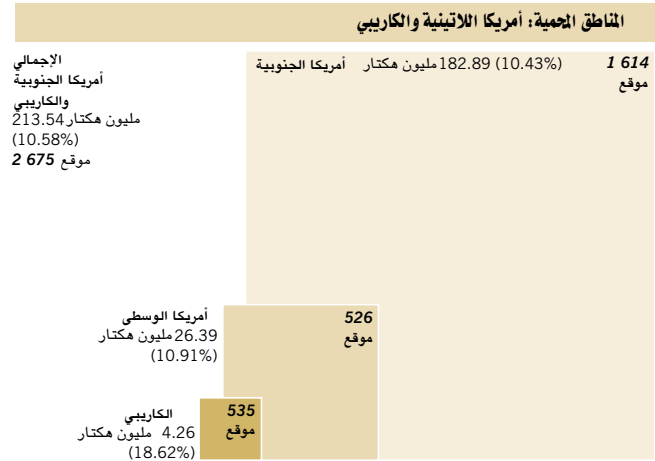 المناطق المحمية: أمريكا اللاتينية والكاريبي
1 614
موقع
أمريكا الجنوبية 182.89 مليون هكتار (10.43%)
الإجمالي
أمريكا الجنوبية
والكاريبي
213.54 مليون هكتار
(10.58%)
2 675 موقع
526
موقع
أمريكا الوسطى
26.39 مليون هكتار
(10.91%)
535
موقع
الكاريبي
4.26 مليون هكتار
(18.62%)